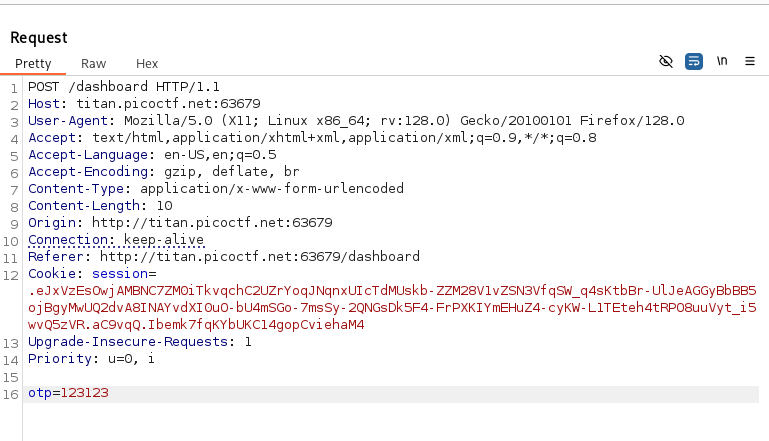 Request
Pretty Raw Hex
\n
1 POST /dashboard HTTP/1.1
2 Host: titan.picoctf.net:63679
3 User-Agent: Mozilla/5.0 (X11; Linux x86_64; rv:128.0) Gecko/20100101 Firefox/128.0
4 Accept: text/html,application/xhtml+xml,application/xml;q=0.9,*/*;q=0.8
5 Accept-Language: en-US,en;q=0.5
6 Accept-Encoding: gzip, deflate, br
7 Content-Type: application/x-www-form-urlencoded
8 Content-Length: 10
9 Origin: http://titan.picoctf.net:63679
10 Connection: keep-alive
11 Referer: http://titan.picoctf.net:63679/dashboard
12 Cookie: session=
.eJxVzEsOwjAMBNC7ZM0iTkvqchC2UZrYoqJNqnxUIcTdMUskb-ZZM28V1vZSN3VfqSW_q4sKtbBr-UlJeAGGyBbBB5
ojBgyMwUQ2dvA8INAYvdXI0uO-bU4mSGo-7msSy-2QNGsDk5F4-FrPXKIYmEHuZ4-cyKW-L1TEteh4tRPO8uuVyt_i5
wvQ5zVR.aC9vqQ.Ibemk7fqKYbUKC14gopCviehaM4
13 Upgrade-Insecure-Requests: 1
14 Priority: u=0, i
15
16 otp=123123